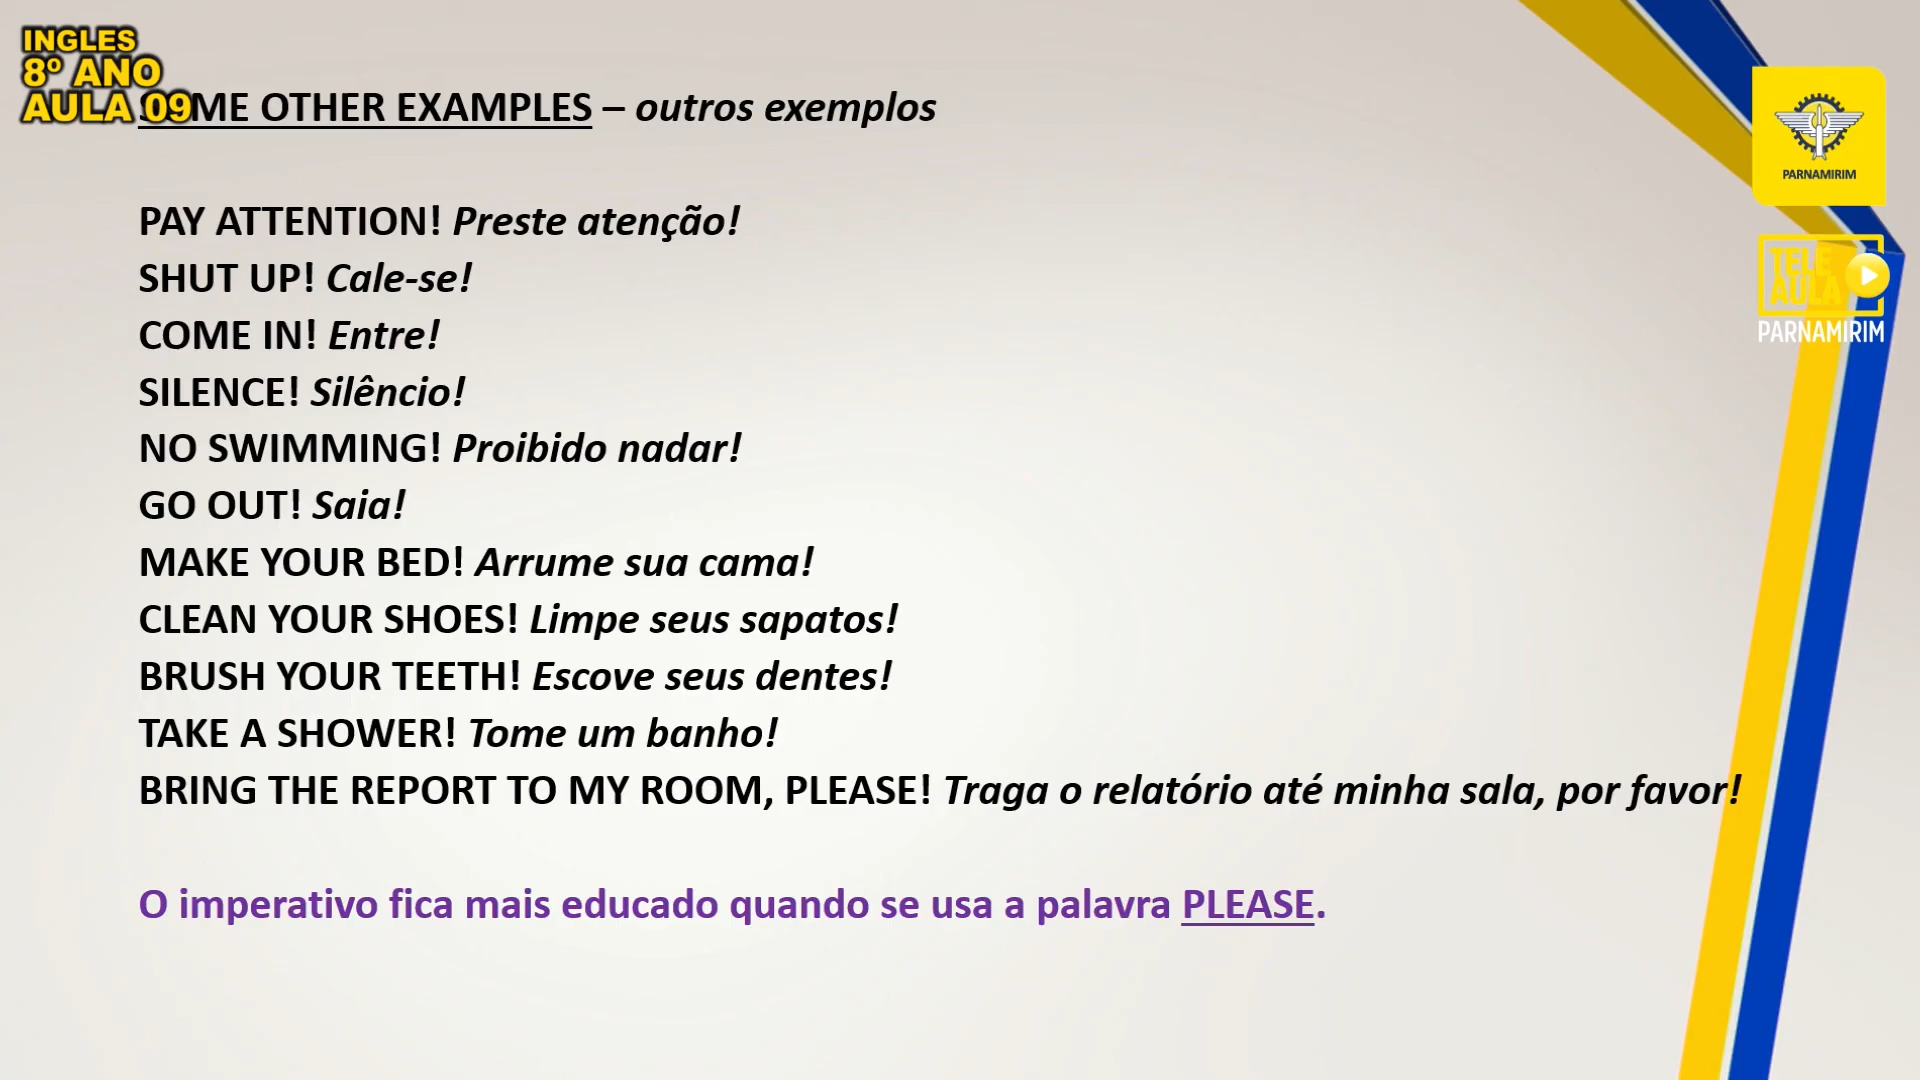 INGLES
8º ANO
AULA 09
OME OTHER EXAMPLES – outros exemplos
PAY ATTENTION! Preste atenção!
SHUT UP! Cale-se!
COME IN! Entre!
SILENCE! Silêncio!
NO SWIMMING! Proibido nadar!
GO OUT! Saia!
MAKE YOUR BED! Arrume sua cama!
CLEAN YOUR SHOES! Limpe seus sapatos!
BRUSH YOUR TEETH! Escove seus dentes!
TAKE A SHOWER! Tome um banho!
BRING THE REPORT TO MY ROOM, PLEASE! Traga o relatório até minha sala, por favor!
O imperativo fica mais educado quando se usa a palavra PLEASE.
PARNAMIRIM
TELE
AULA
PARNAMIRIM